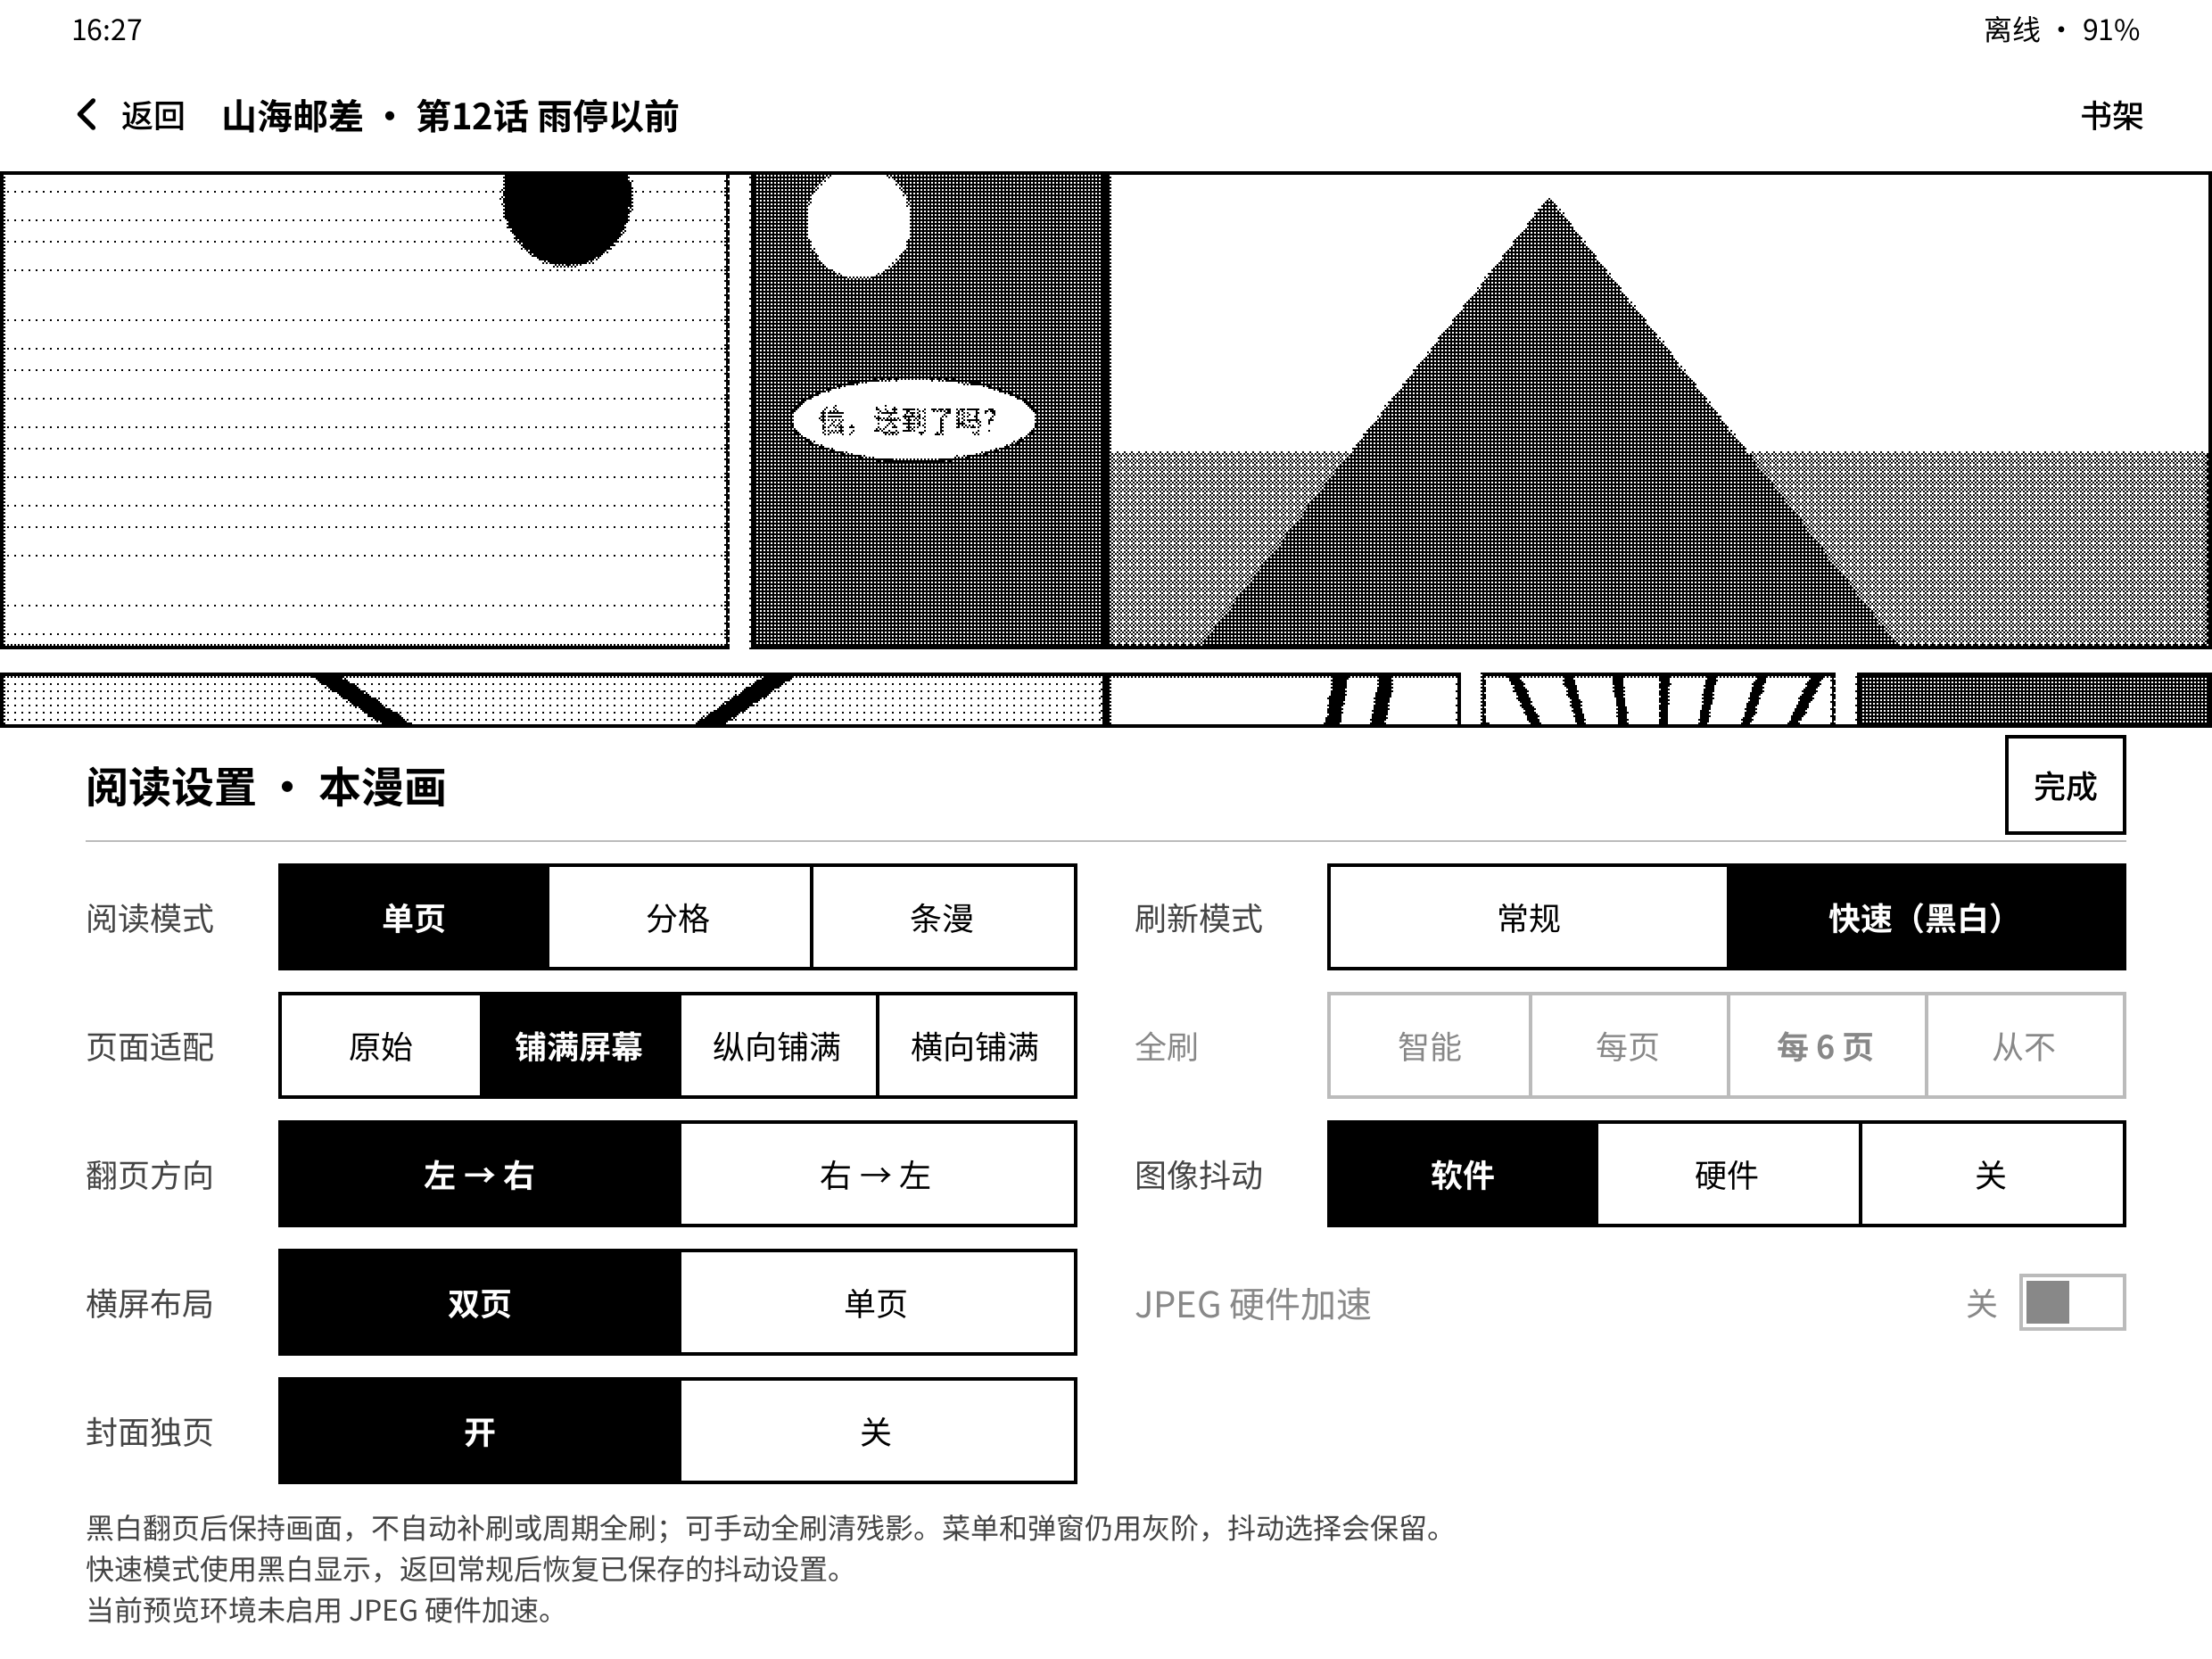 16:27
离线 · 91%
返回
山海邮差 · 第12话 雨停以前
书架
信，送到了吗？
阅读设置 · 本漫画
完成
阅读模式
单页
分格
条漫
刷新模式
常规
快速（黑白）
页面适配
原始
铺满屏幕
纵向铺满
横向铺满
全刷
智能
每页
每 6 页
从不
翻页方向
左 → 右
右 → 左
图像抖动
软件
硬件
关
横屏布局
双页
单页
JPEG 硬件加速
关
封面独页
开
关
黑白翻页后保持画面，不自动补刷或周期全刷；可手动全刷清残影。菜单和弹窗仍用灰阶，抖动选择会保留。
快速模式使用黑白显示，返回常规后恢复已保存的抖动设置。
当前预览环境未启用 JPEG 硬件加速。